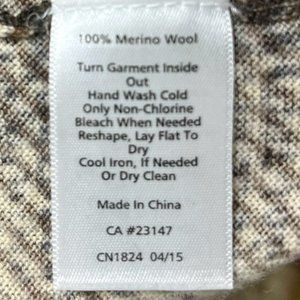 100% Merino Wool
Turn Garment Inside
Out
Hand Wash Cold
Only Non-Chlorine
Bleach When Needed
Reshape, Lay Flat To
Dry
Cool Iron, If Needed
Or Dry Clean
Made In China
CA #23147
CN1824 04/15